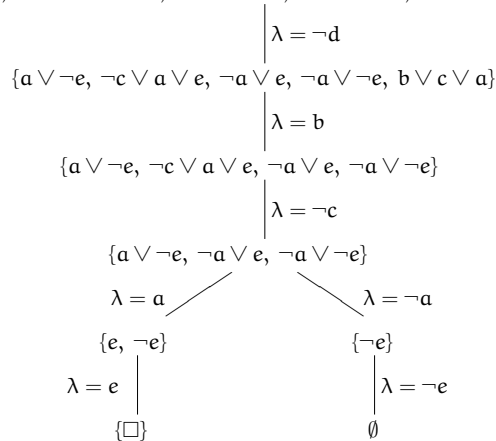 λ = ¬d
{a ∨ ¬e, ¬c ∨ a ∨ e, ¬a ∨ e, ¬a ∨ ¬e, b ∨ c ∨ a}
λ = b
{a ∨ ¬e, ¬c ∨ a ∨ e, ¬a ∨ e, ¬a ∨ ¬e}
λ = ¬c
{a ∨ ¬e, ¬a ∨ e, ¬a ∨ ¬e}
λ = a λ = ¬a
{e, ¬e} {¬e}
λ = e λ = ¬e
{□} ∅